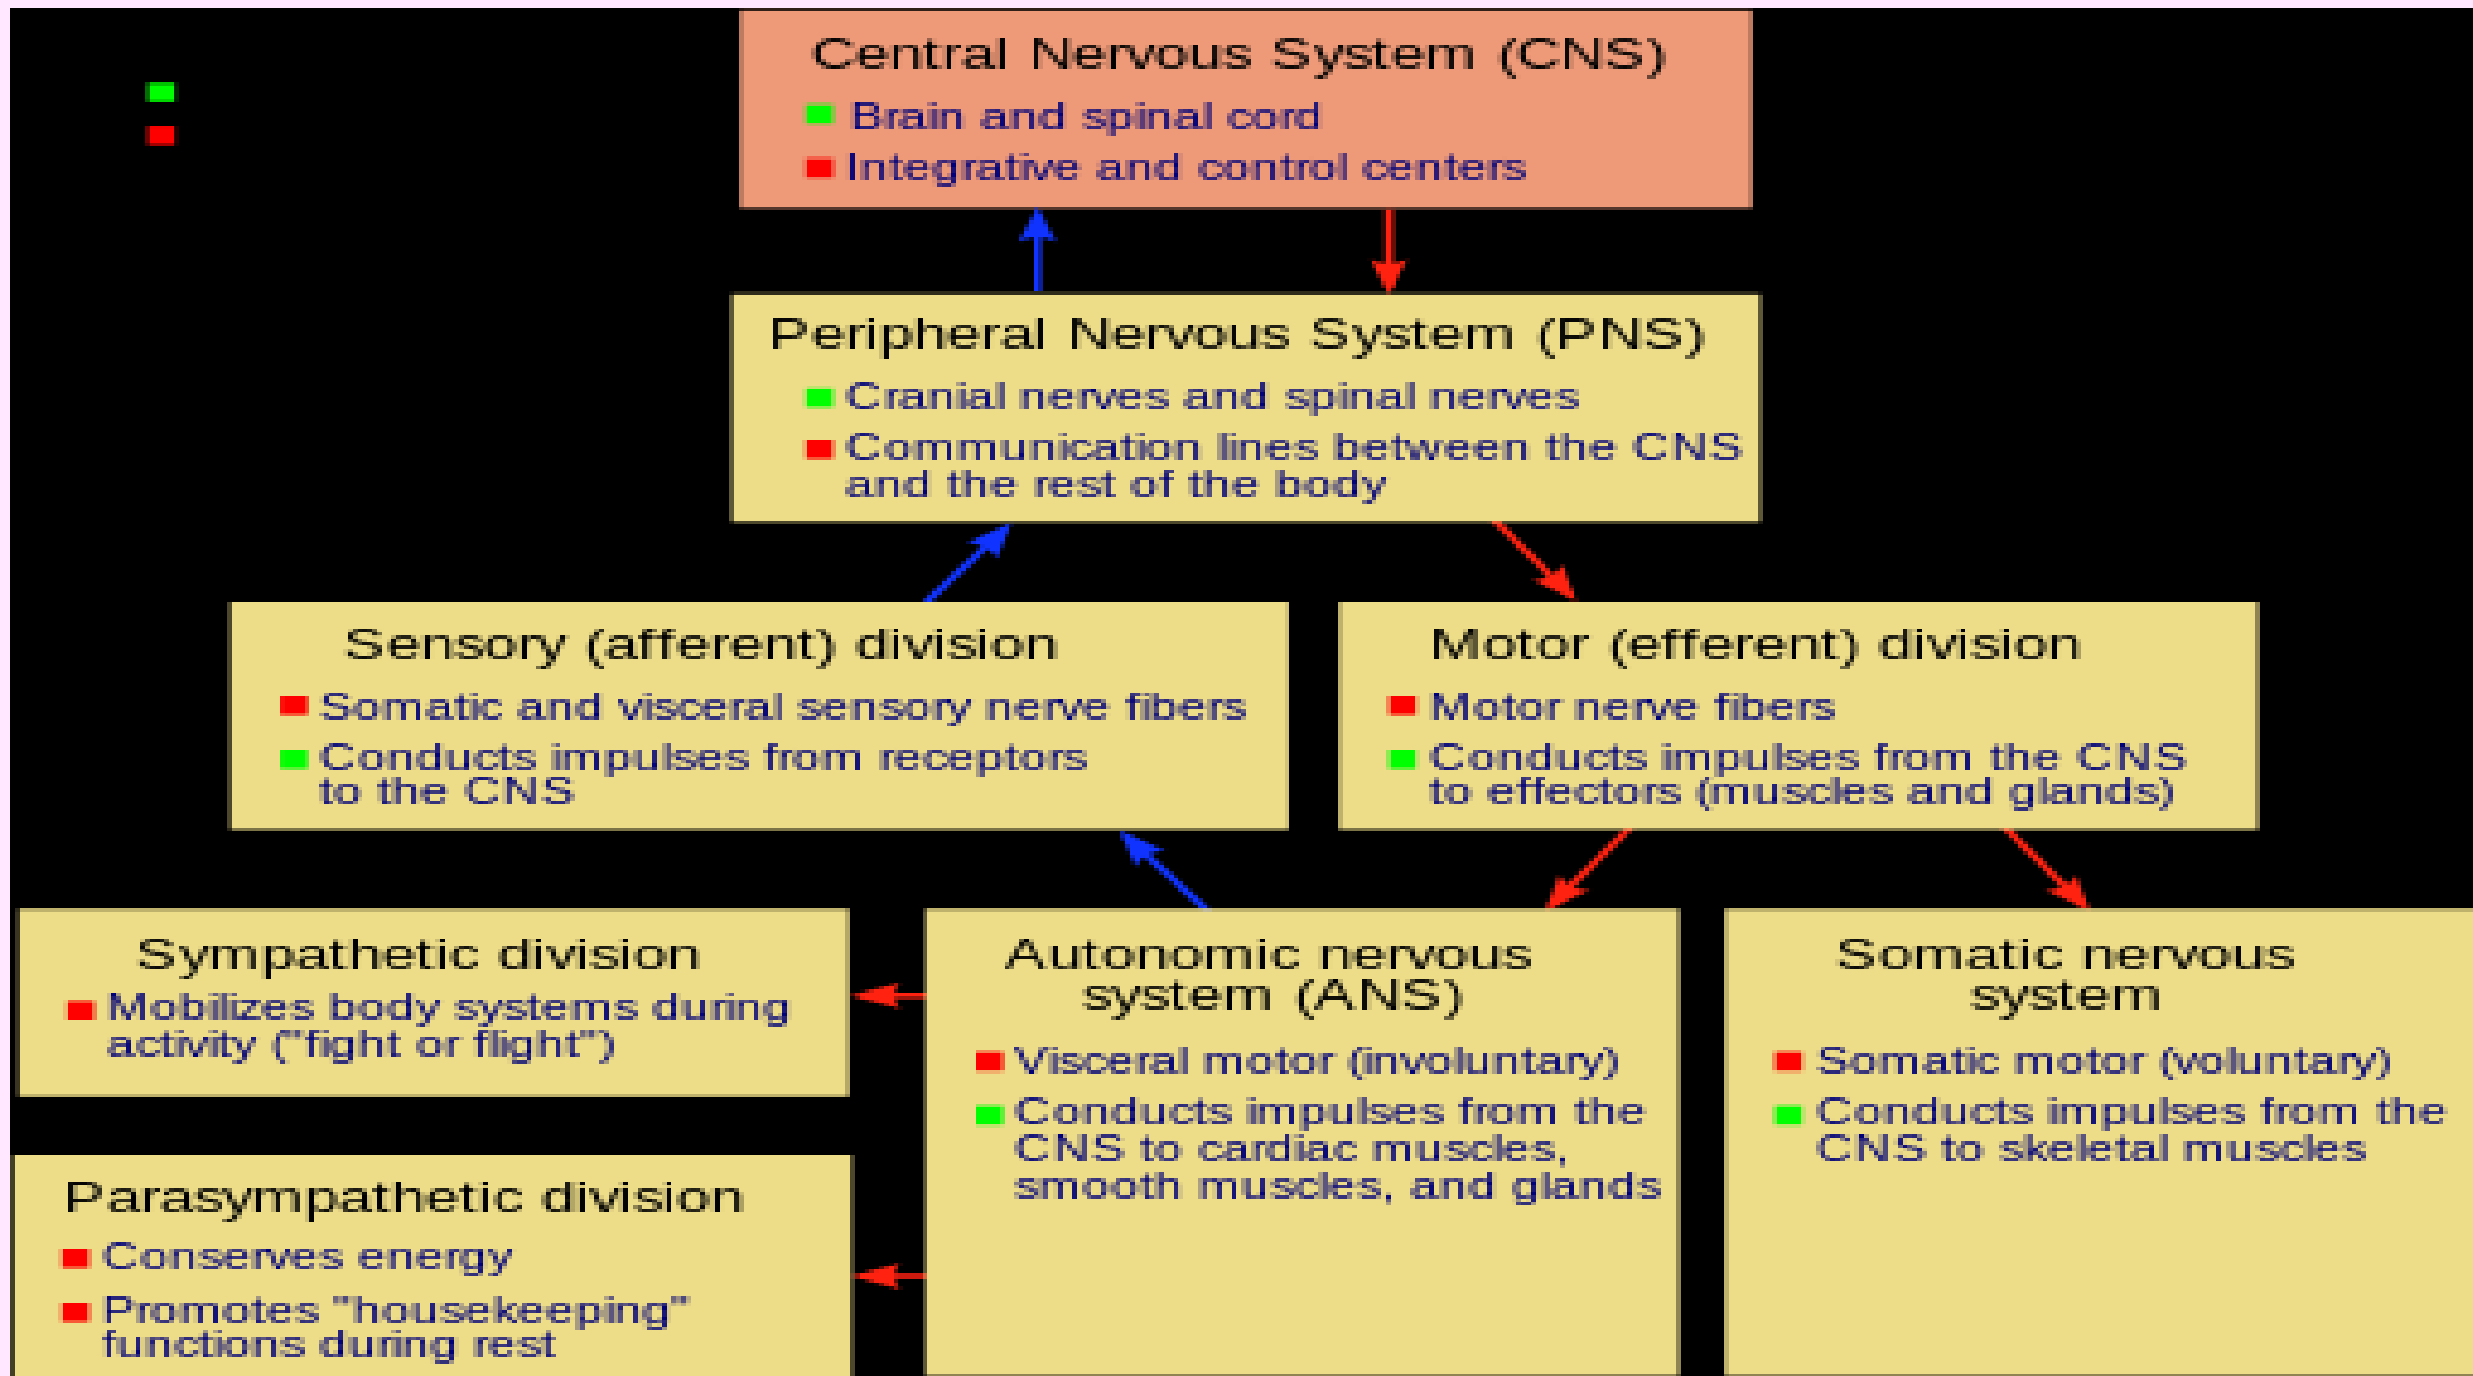 Central Nervous System (CNS)
Brain and spinal cord
Integrative and control centers
Peripheral Nervous System (PNS)
Cranial nerves and spinal nerves
Communication lines between the CNS
and the rest of the body
Sensory (afferent) division
Somatic and visceral sensory nerve fibers
Conducts impulses from receptors
to the CNS
Motor (efferent) division
Motor nerve fibers
Conducts impulses from the CNS
to effectors (muscles and glands)
Sympathetic division
Mobilizes body systems during
activity ("fight or flight")
Autonomic nervous
system (ANS)
Visceral motor (involuntary)
Conducts impulses from the
CNS to cardiac muscles,
smooth muscles, and glands
Somatic nervous
system
Somatic motor (voluntary)
Conducts impulses from the
CNS to skeletal muscles
Parasympathetic division
Conserves energy
Promotes "housekeeping"
functions during rest